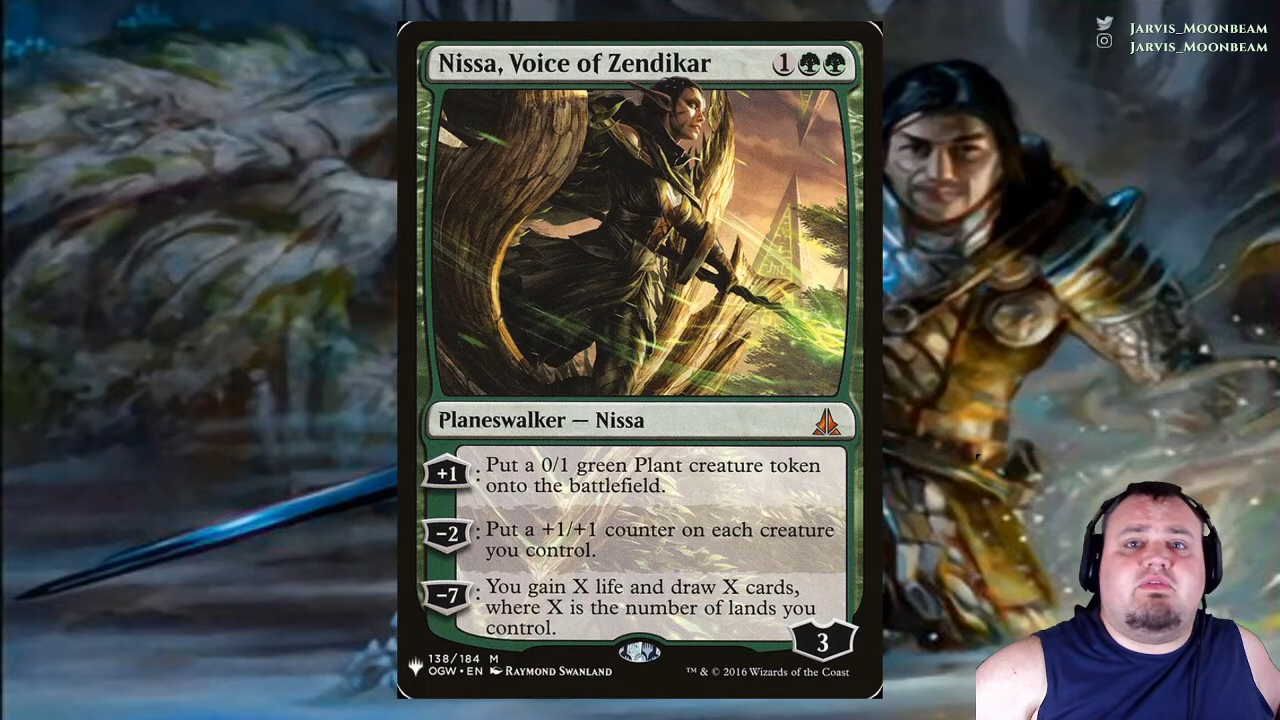 Jarvis_Moonbeam
Jarvis_Moonbeam
Nissa, Voice of Zendikar 1
Planeswalker — Nissa
+1 : Put a 0/1 green Plant creature token
onto the battlefield.
−2 : Put a +1/+1 counter on each creature
you control.
−7 : You gain X life and draw X cards,
where X is the number of lands you
control.
3
138/184 M
OGW • EN Raymond Swanland
™ & © 2016 Wizards of the Coast